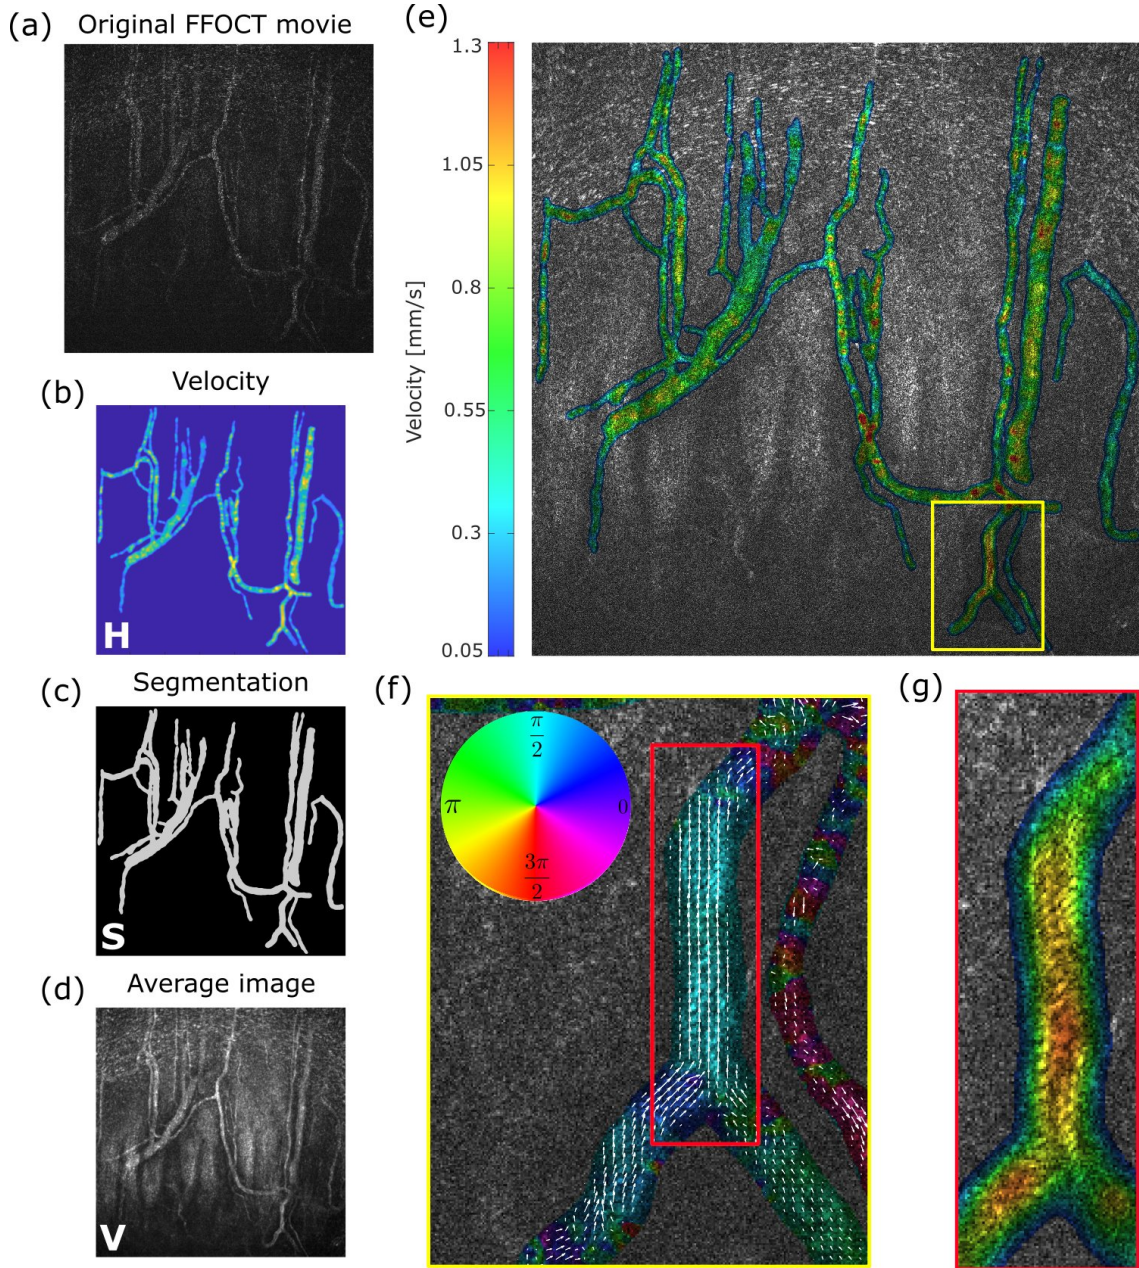 (a) Original FFOCT movie
(b) Velocity
H
(c) Segmentation
S
(d) Average image
V
(e)
1.3
1.05
0.8
0.55
0.3
0.05
Velocity [mm/s]
(f)
π/2
π
0
3π/2
(g)